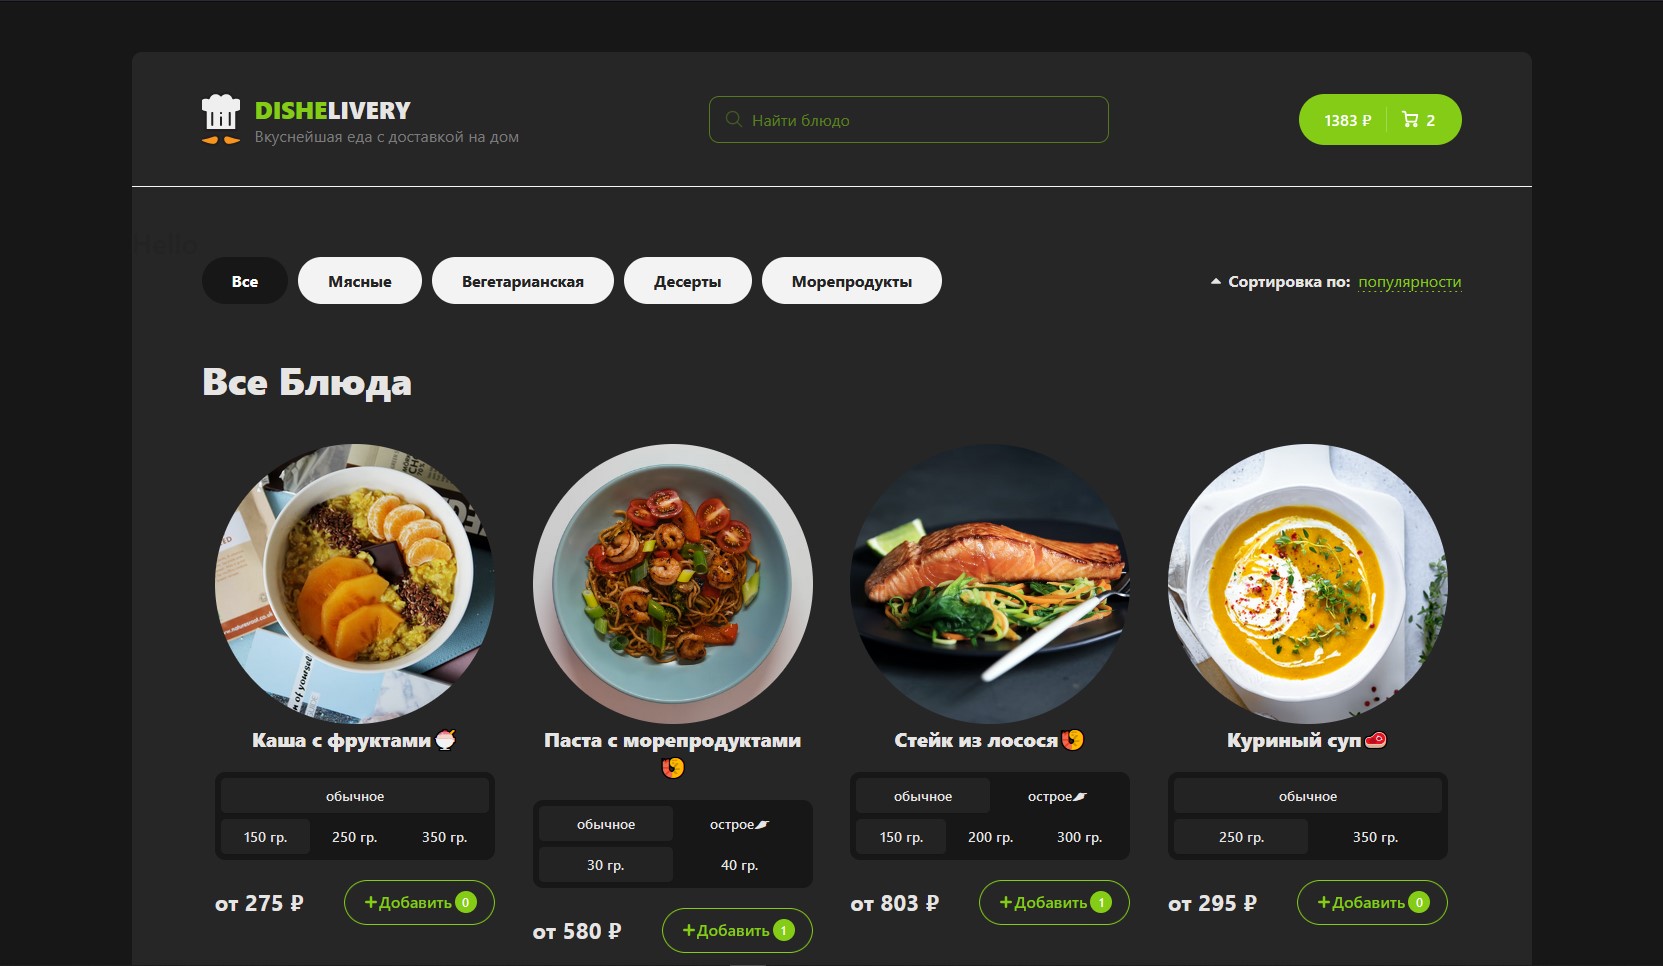 DISHELIVERY
Вкуснейшая еда с доставкой на дом
Найти блюдо
1383 ₽ 2
Hello
Все Мясные Вегетарианская Десерты Морепродукты
Сортировка по: популярности
Все Блюда
Каша с фруктами
обычное
150 гр. 250 гр. 350 гр.
от 275 ₽ +Добавить 0
Паста с морепродуктами
обычное острое
30 гр. 40 гр.
от 580 ₽ +Добавить 1
Стейк из лосося
обычное острое
150 гр. 200 гр. 300 гр.
от 803 ₽ +Добавить 1
Куриный суп
обычное
250 гр. 350 гр.
от 295 ₽ +Добавить 0